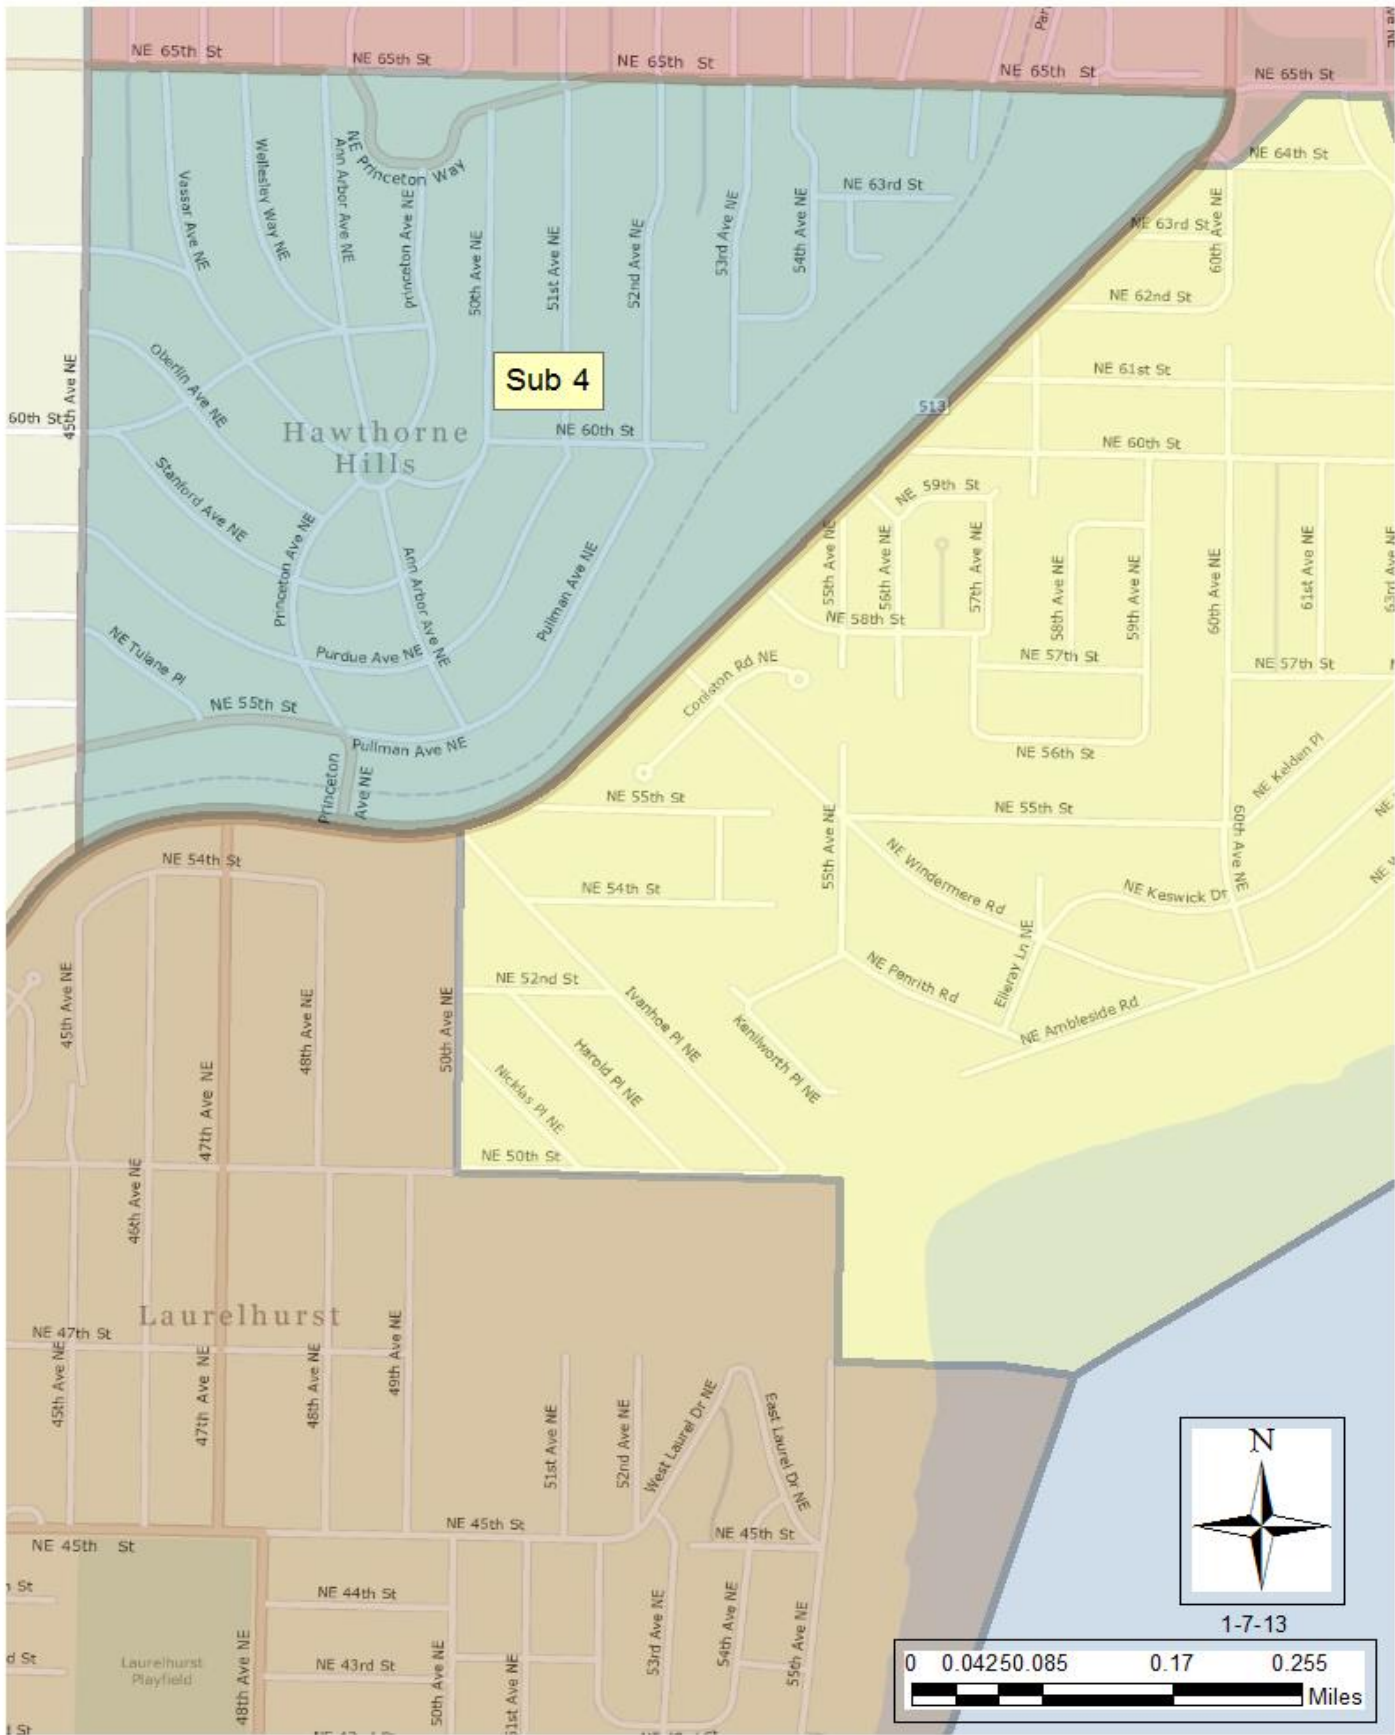 NE 65th St
NE 65th St
NE 65th St
NE 65th St
NE 65th St
NE 64th St
NE Princeton Way
Vassar Ave NE
Wellesley Way NE
Ann Arbor Ave NE
princeton Ave NE
50th Ave NE
51st Ave NE
52nd Ave NE
53rd Ave NE
54th Ave NE
NE 63rd St
NE 63rd St
60th Ave NE
NE 62nd St
45th Ave NE
Oberlin Ave NE
Sub 4
NE 61st St
513
60th St
Hawthorne
Hills
NE 60th St
NE 60th St
Stanford Ave NE
NE 59th St
Princeton Ave NE
Ann Arbor Ave NE
Pullman Ave NE
55th Ave NE
56th Ave NE
57th Ave NE
58th Ave NE
59th Ave NE
60th Ave NE
61st Ave NE
63rd Ave NE
NE 58th St
NE Tulane Pl
Purdue Ave NE
Coniston Rd NE
NE 57th St
NE 57th St
NE 55th St
Pullman Ave NE
NE 56th St
NE Kelden Pl
Princeton
Ave NE
NE 55th St
NE 55th St
55th Ave NE
60th Ave NE
NE 54th St
NE Windermere Rd
NE 54th St
NE Keswick Dr
45th Ave NE
48th Ave NE
50th Ave NE
NE 52nd St
Ivanhoe Pl NE
NE Penrith Rd
Elleray Ln NE
NE Ambleside Rd
Kenilworth Pl NE
Harold Pl NE
Nicklas Pl NE
47th Ave NE
NE 50th St
46th Ave NE
Laurelhurst
NE 47th St
45th Ave NE
47th Ave NE
48th Ave NE
49th Ave NE
51st Ave NE
52nd Ave NE
West Laurel Dr NE
East Laurel Dr NE
NE 45th St
NE 45th St
NE 45th St
N
NE 44th St
NE 43rd St
Laurelhurst
Playfield
48th Ave NE
50th Ave NE
53rd Ave NE
54th Ave NE
55th Ave NE
1-7-13
0 0.0425 0.085 0.17 0.255
Miles